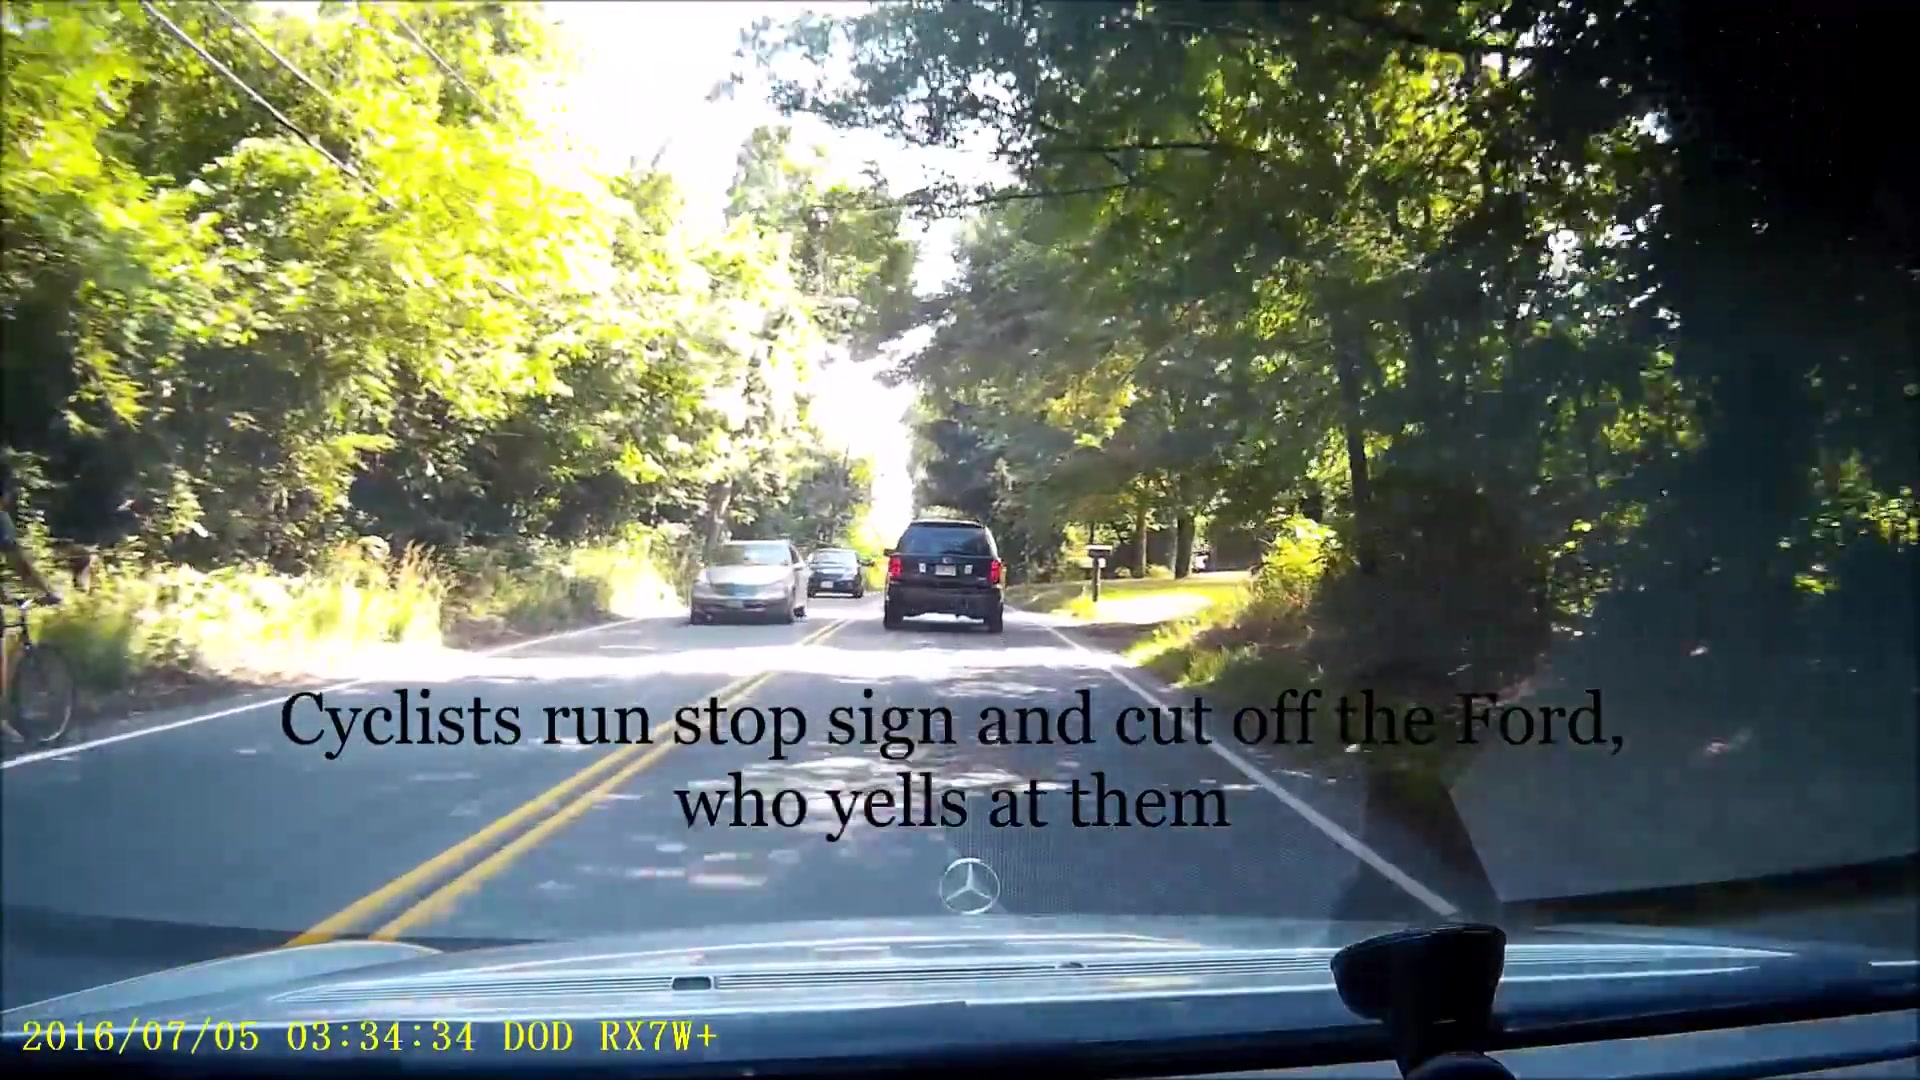 Cyclists run stop sign and cut off the Ford,
who yells at them
2016/07/05 03:34:34 DOD RX7W+